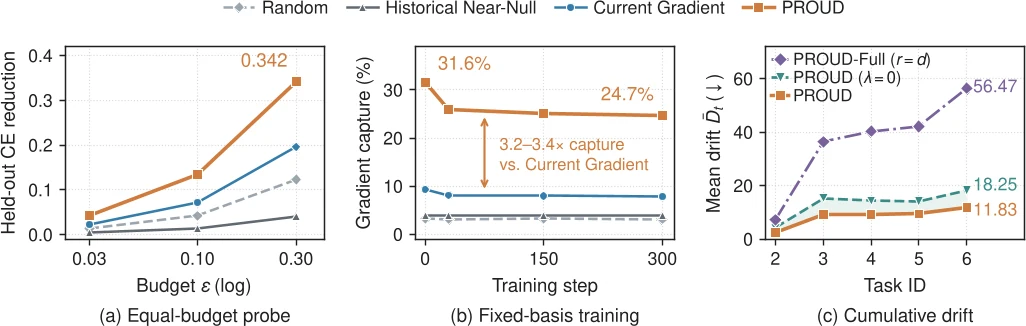 Random Historical Near-Null Current Gradient PROUD
Held-out CE reduction
0.4
0.3
0.2
0.1
0.0
0.342
0.03 0.10 0.30
Budget ε (log)
(a) Equal-budget probe
Gradient capture (%)
30
20
10
0
31.6%
24.7%
3.2–3.4× capture
vs. Current Gradient
0 150 300
Training step
(b) Fixed-basis training
Mean drift D̄t (↓)
60
40
20
0
PROUD-Full (r = d)
PROUD (λ = 0)
PROUD
56.47
18.25
11.83
2 3 4 5 6
Task ID
(c) Cumulative drift